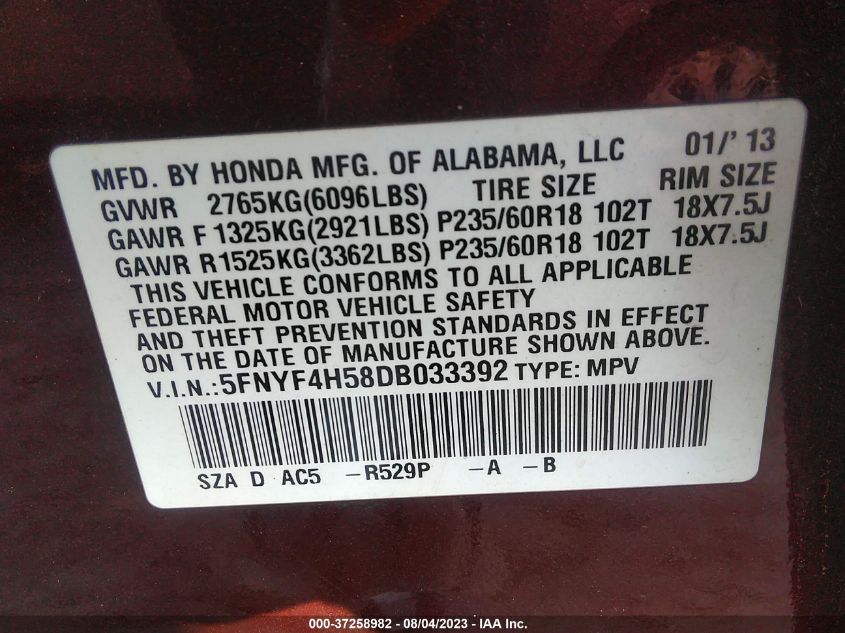 MFD. BY HONDA MFG. OF ALABAMA, LLC 01/' 13
GVWR 2765KG(6096LBS) TIRE SIZE RIM SIZE
GAWR F 1325KG(2921LBS) P235/60R18 102T 18X7.5J
GAWR R1525KG(3362LBS) P235/60R18 102T 18X7.5J
THIS VEHICLE CONFORMS TO ALL APPLICABLE
FEDERAL MOTOR VEHICLE SAFETY
AND THEFT PREVENTION STANDARDS IN EFFECT
ON THE DATE OF MANUFACTURE SHOWN ABOVE.
V.I.N.:5FNYF4H58DB033392 TYPE: MPV
SZA D AC5 -R529P -A -B
000-37258982 - 08/04/2023 - IAA Inc.